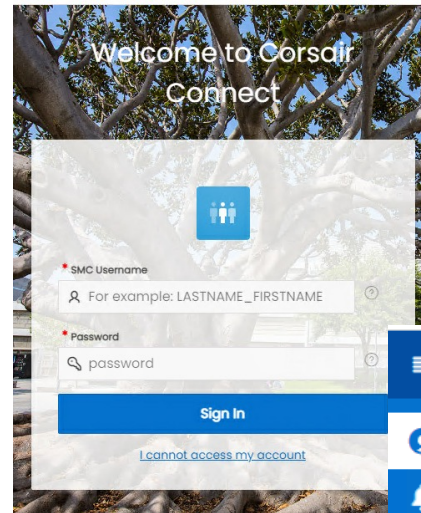 Welcome to Corsair
Connect
* SMC Username
For example: LASTNAME_FIRSTNAME
* Password
password
Sign In
I cannot access my account